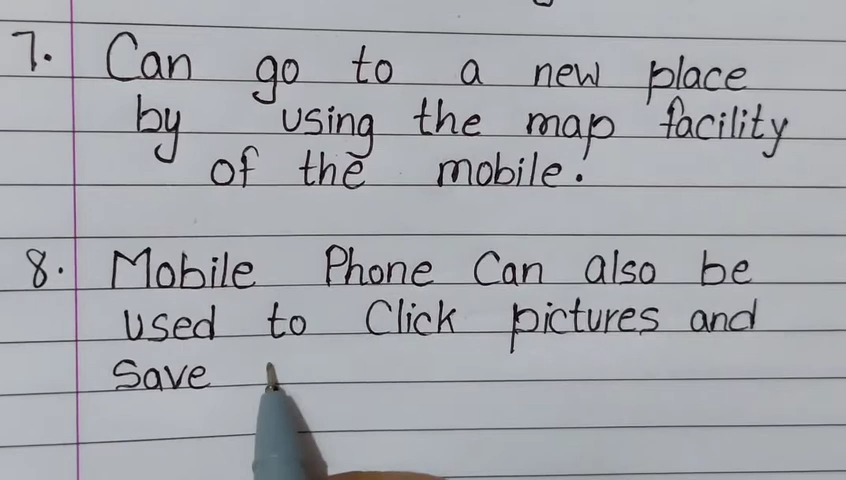 7. Can go to a new place
by using the map facility
of the mobile.
8. Mobile Phone Can also be
used to Click pictures and
Save